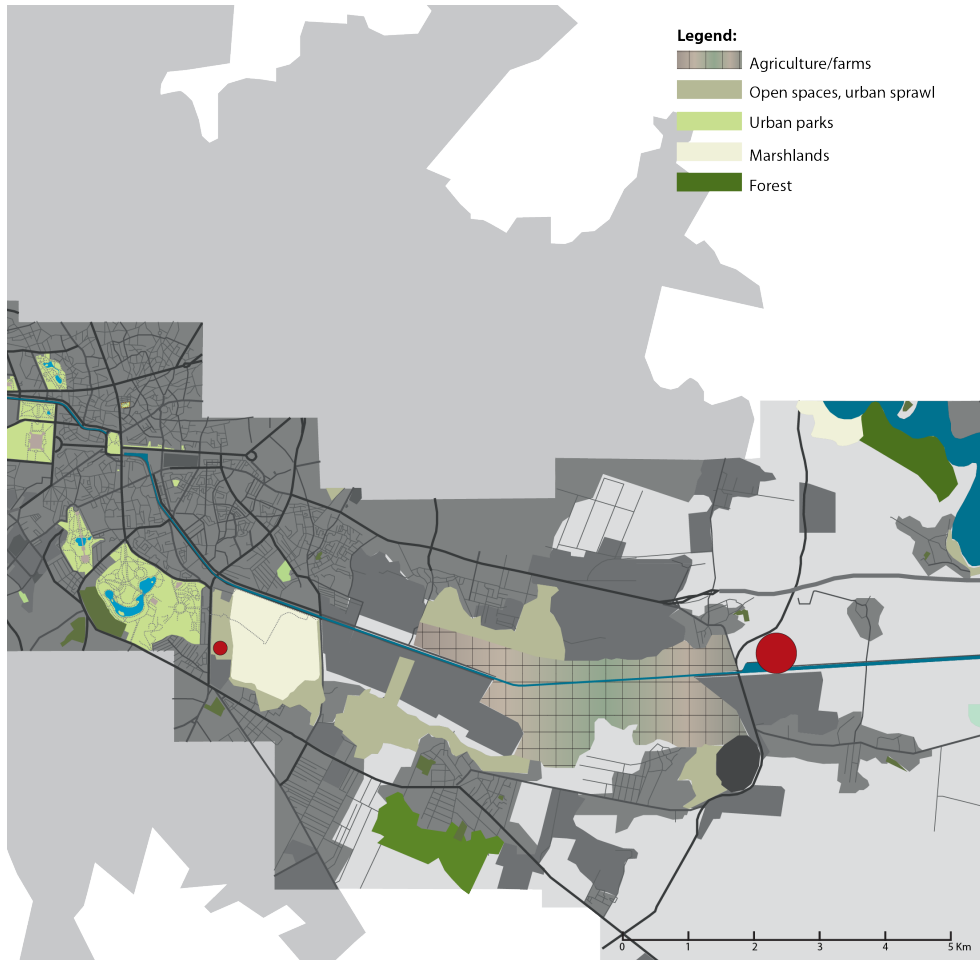 Legend:
Agriculture/farms
Open spaces, urban sprawl
Urban parks
Marshlands
Forest
0 1 2 3 4 5 Km